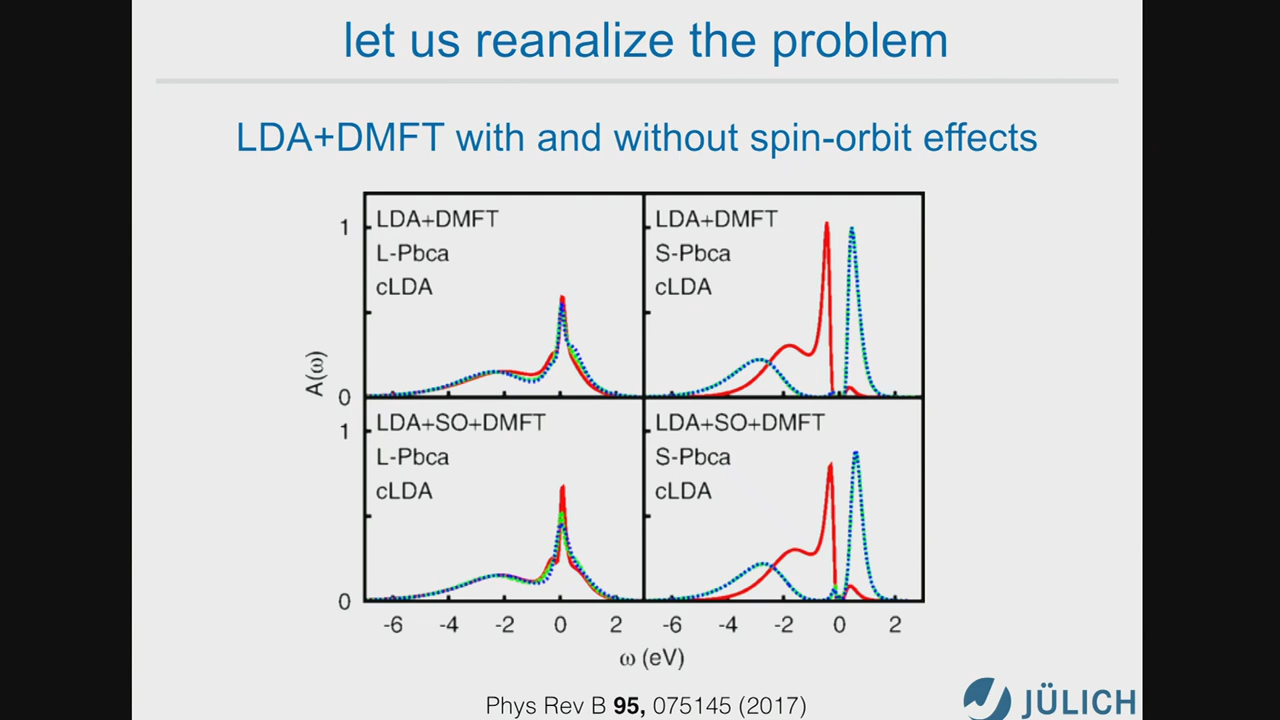 let us reanalize the problem
LDA+DMFT with and without spin-orbit effects
LDA+DMFT
L-Pbca
cLDA
LDA+DMFT
S-Pbca
cLDA
1
0
A(ω)
LDA+SO+DMFT
L-Pbca
cLDA
LDA+SO+DMFT
S-Pbca
cLDA
1
0
-6 -4 -2 0 2 -6 -4 -2 0 2
ω (eV)
Phys Rev B 95, 075145 (2017)
JÜLICH